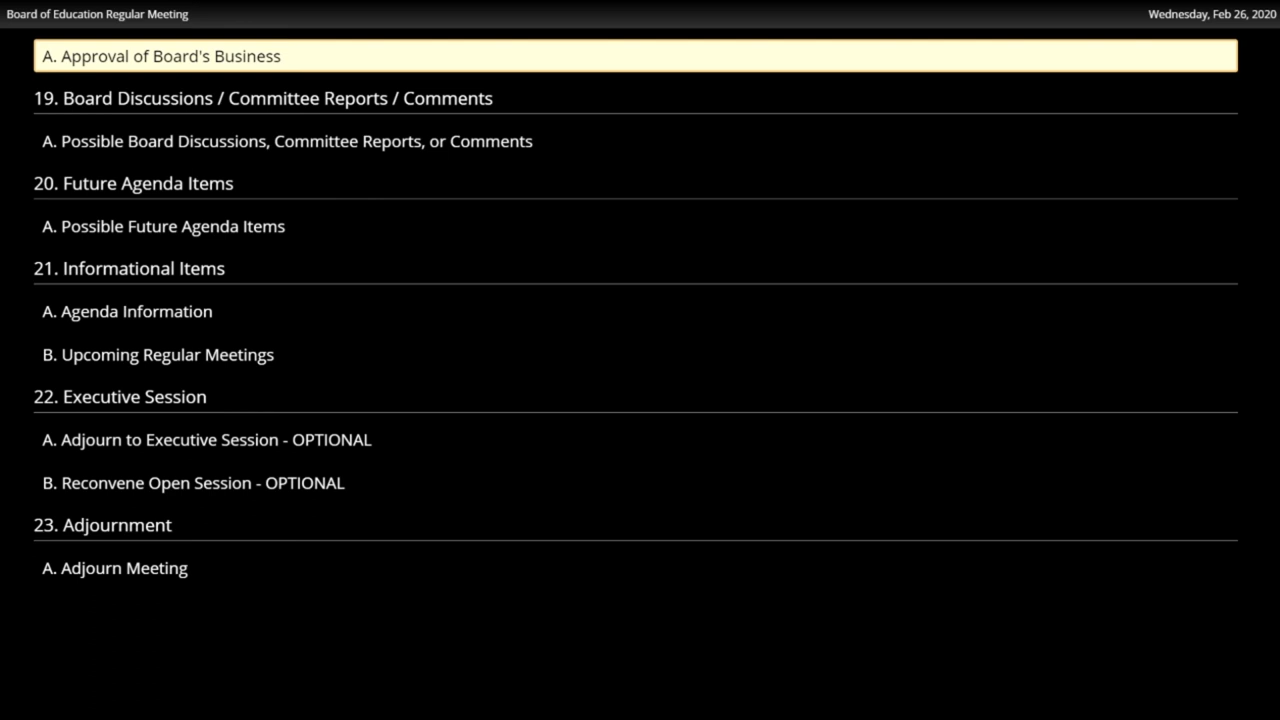 Board of Education Regular Meeting
Wednesday, Feb 26, 2020
A. Approval of Board's Business
19. Board Discussions / Committee Reports / Comments
A. Possible Board Discussions, Committee Reports, or Comments
20. Future Agenda Items
A. Possible Future Agenda Items
21. Informational Items
A. Agenda Information
B. Upcoming Regular Meetings
22. Executive Session
A. Adjourn to Executive Session - OPTIONAL
B. Reconvene Open Session - OPTIONAL
23. Adjournment
A. Adjourn Meeting